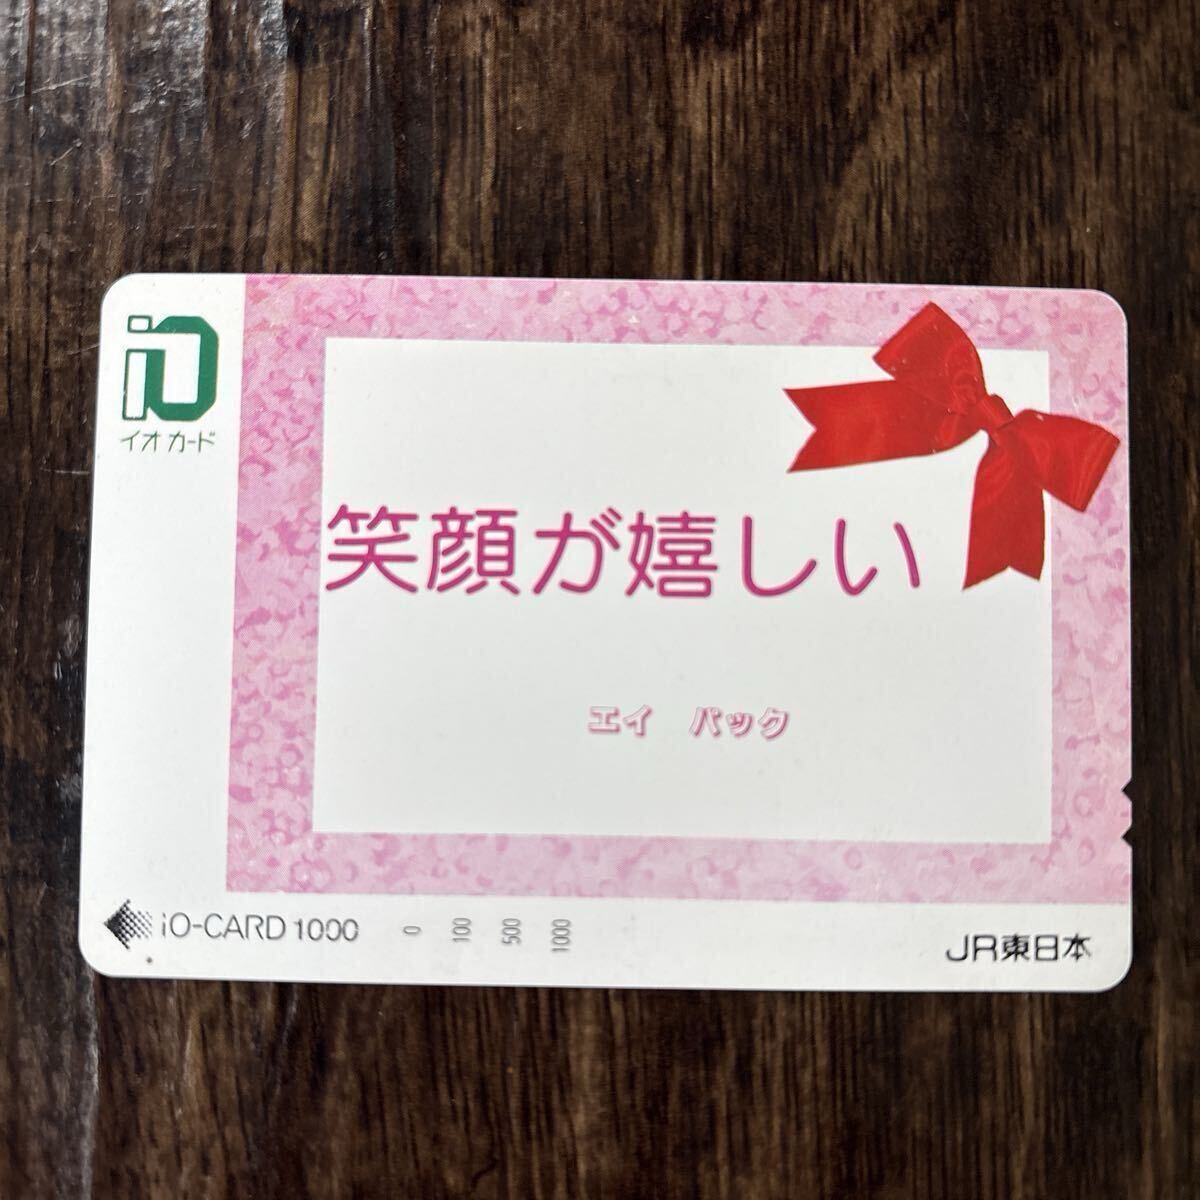 iO
イオカード
笑顔が嬉しい
エイ パック
iO-CARD 1000
0 100 500 1000
JR東日本